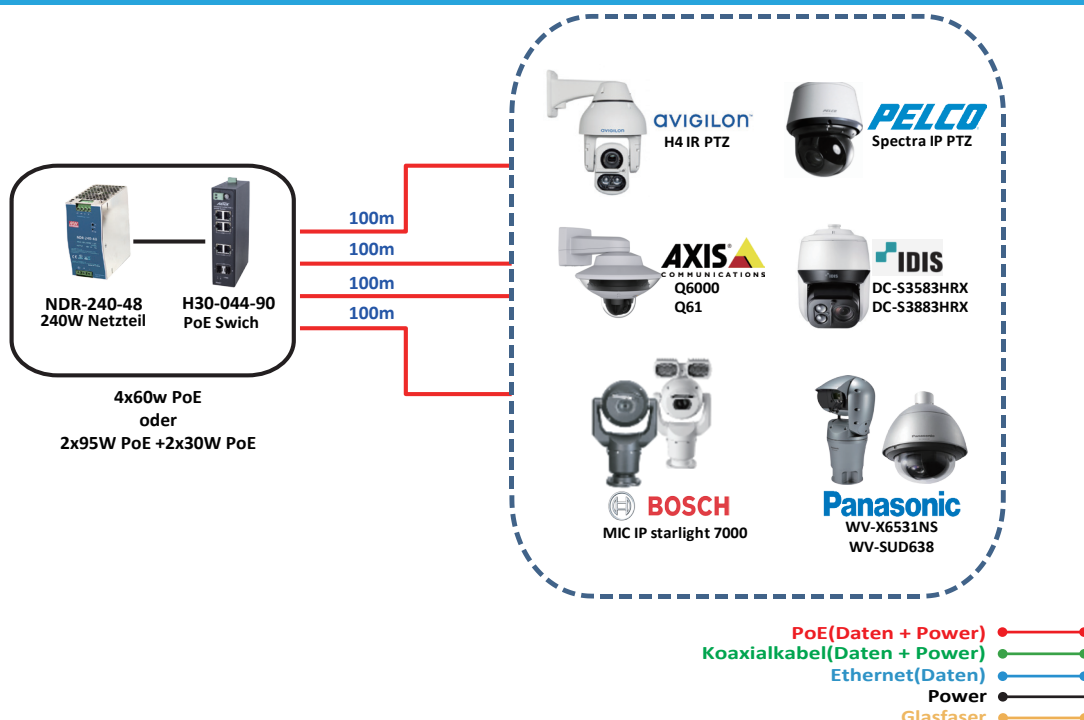 NDR-240-48
240W Netzteil
H30-044-90
PoE Swich
4x60w PoE
oder
2x95W PoE +2x30W PoE
100m
100m
100m
100m
avigilon
H4 IR PTZ
PELCO
Spectra IP PTZ
AXIS
COMMUNICATIONS
Q6000
Q61
IDIS
DC-S3583HRX
DC-S3883HRX
BOSCH
MIC IP starlight 7000
Panasonic
WV-X6531NS
WV-SUD638
PoE(Daten + Power)
Koaxialkabel(Daten + Power)
Ethernet(Daten)
Power
Glasfaser